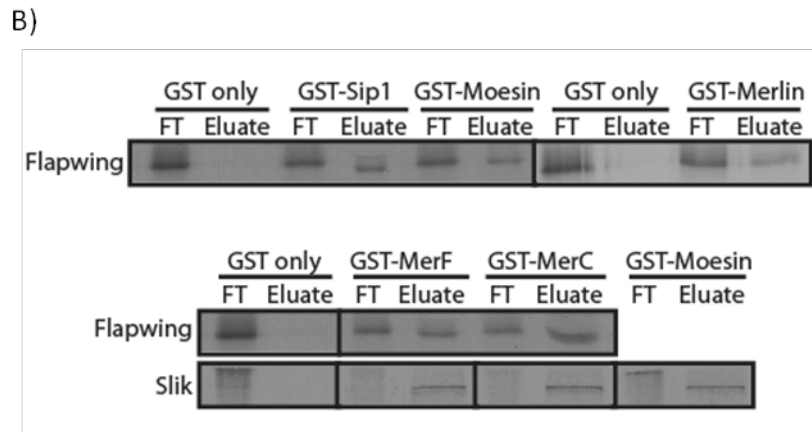 B)
GST only GST-Sip1 GST-Moesin GST only GST-Merlin
FT Eluate FT Eluate FT Eluate FT Eluate FT Eluate
Flapwing
GST only GST-MerF GST-MerC GST-Moesin
FT Eluate FT Eluate FT Eluate FT Eluate
Flapwing
Slik